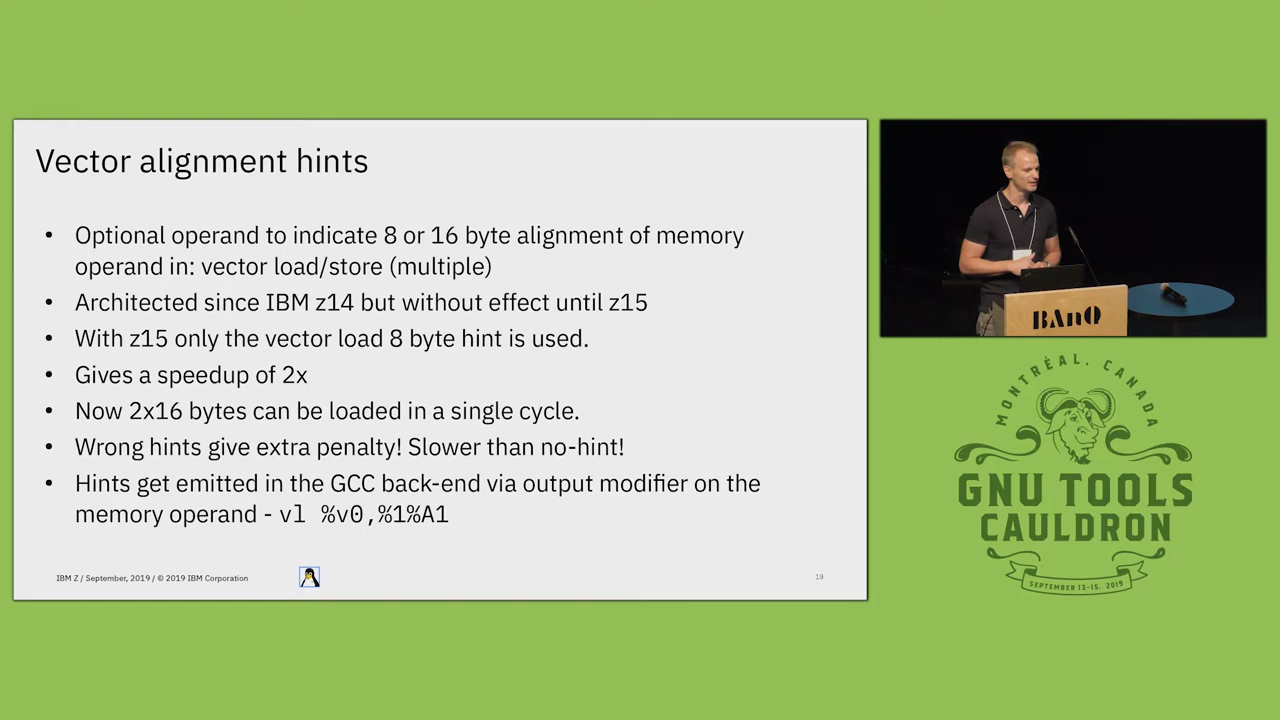 Vector alignment hints
• Optional operand to indicate 8 or 16 byte alignment of memory
operand in: vector load/store (multiple)
• Architected since IBM z14 but without effect until z15
• With z15 only the vector load 8 byte hint is used.
• Gives a speedup of 2x
• Now 2x16 bytes can be loaded in a single cycle.
• Wrong hints give extra penalty! Slower than no-hint!
• Hints get emitted in the GCC back-end via output modifier on the
memory operand - vl %v0,%1%A1
IBM Z / September, 2019 / © 2019 IBM Corporation
19
BAnQ
MONTRÉAL, CANADA
GNU TOOLS
CAULDRON
SEPTEMBER 13-15, 2019